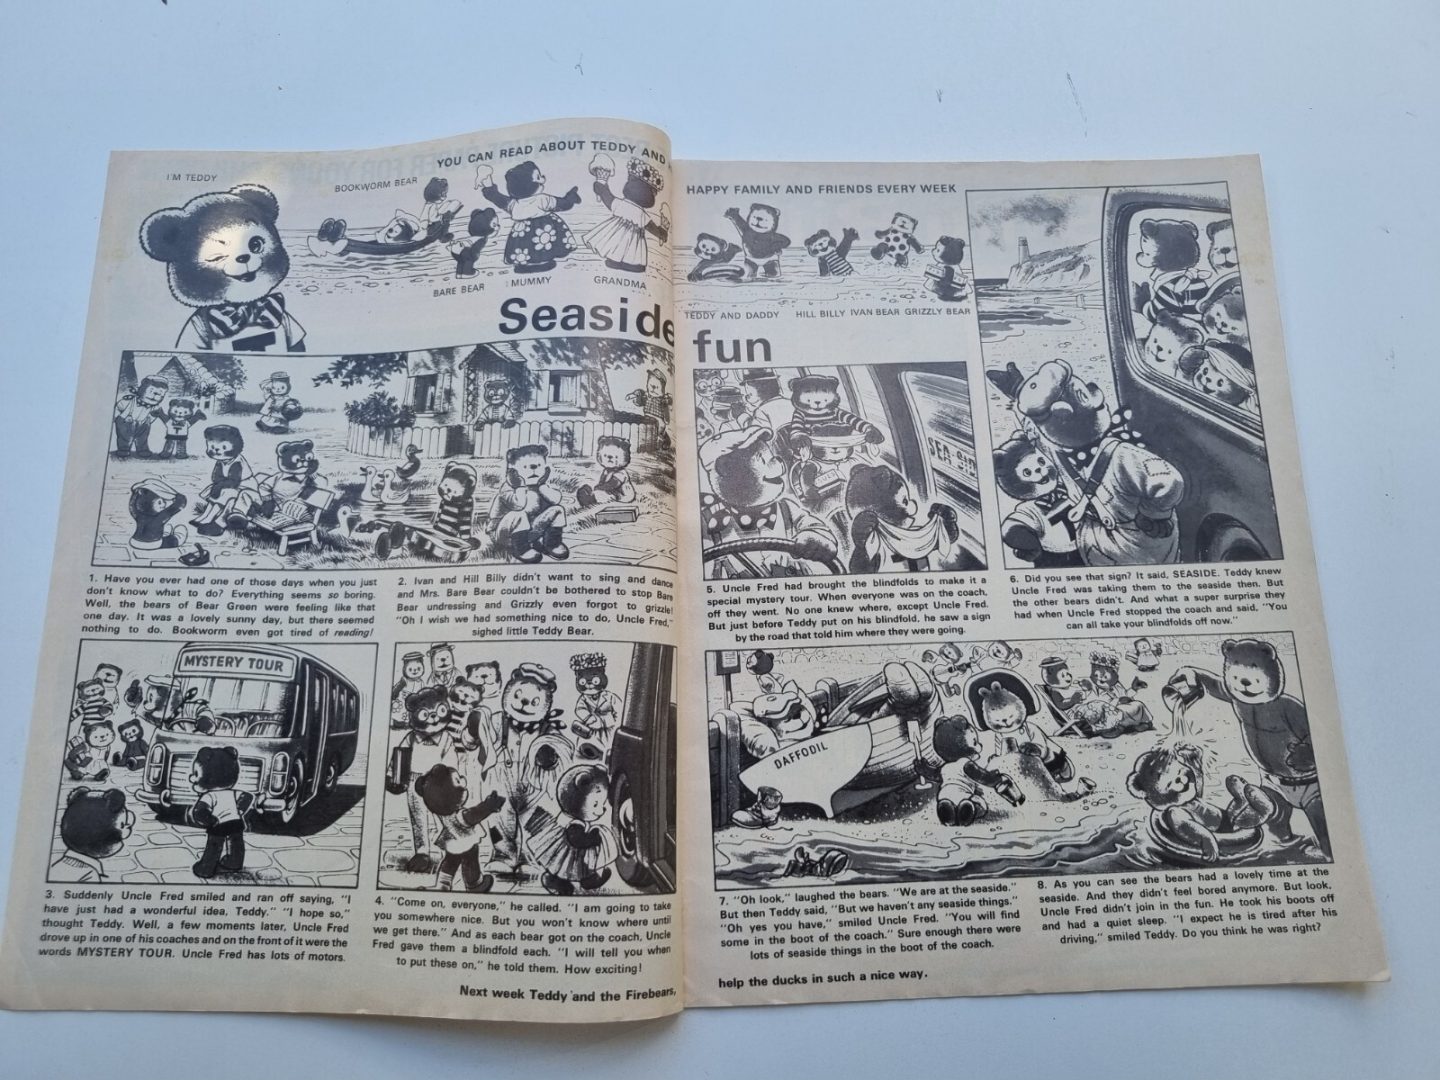 YOU CAN READ ABOUT TEDDY AND
HAPPY FAMILY AND FRIENDS EVERY WEEK
I'M TEDDY
BOOKWORM BEAR
BARE BEAR
MUMMY
GRANDMA
TEDDY AND DADDY
HILL BILLY
IVAN BEAR
GRIZZLY BEAR
Seaside fun
1. Have you ever had one of those days when you just
don't know what to do? Everything seems so boring.
Well, the bears of Bear Green were feeling like that
one day. It was a lovely sunny day, but there seemed
nothing to do. Bookworm even got tired of reading!
2. Ivan and Hill Billy didn't want to sing and dance
and Mrs. Bare Bear couldn't be bothered to stop Bare
Bear undressing and Grizzly even forgot to grizzle!
"Oh I wish we had something nice to do, Uncle Fred,"
sighed little Teddy Bear.
MYSTERY TOUR
3. Suddenly Uncle Fred smiled and ran off saying, "I
have just had a wonderful idea, Teddy." "I hope so,"
thought Teddy. Well, a few moments later, Uncle Fred
drove up in one of his coaches and on the front of it were the
words MYSTERY TOUR. Uncle Fred has lots of motors.
4. "Come on, everyone," he called. "I am going to take
you somewhere nice. But you won't know where until
we get there." And as each bear got on the coach, Uncle
Fred gave them a blindfold each. "I will tell you when
to put these on," he told them. How exciting!
SEA-SID
5. Uncle Fred had brought the blindfolds to make it a
special mystery tour. When everyone was on the coach,
off they went. No one knew where, except Uncle Fred.
But just before Teddy put on his blindfold, he saw a sign
by the road that told him where they were going.
6. Did you see that sign? It said, SEASIDE. Teddy knew
Uncle Fred was taking them to the seaside then. But
the other bears didn't. And what a super surprise they
had when Uncle Fred stopped the coach and said, "You
can all take your blindfolds off now."
DAFFODIL
7. "Oh look," laughed the bears. "We are at the seaside."
But then Teddy said, "But we haven't any seaside things."
"Oh yes you have," smiled Uncle Fred. "You will find
some in the boot of the coach." Sure enough there were
lots of seaside things in the boot of the coach.
8. As you can see the bears had a lovely time at the
seaside. And they didn't feel bored anymore. But look,
Uncle Fred didn't join in the fun. He took his boots off
and had a quiet sleep. "I expect he is tired after his
driving," smiled Teddy. Do you think he was right?
Next week Teddy and the Firebears,
help the ducks in such a nice way.